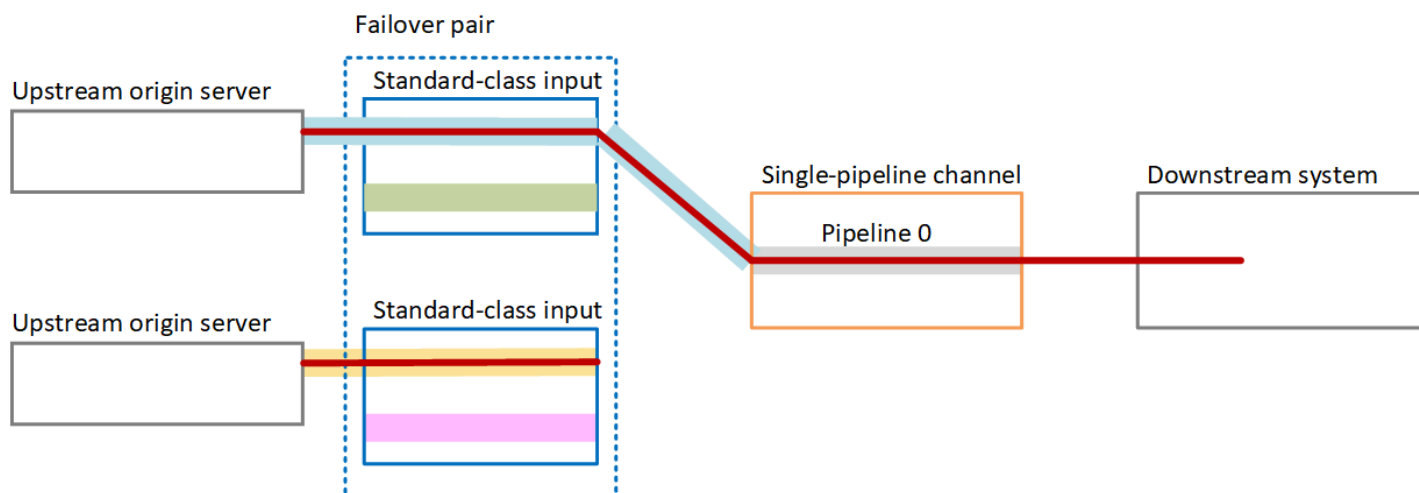 Failover pair
Standard-class input
Upstream origin server
Single-pipeline channel
Downstream system
Pipeline 0
Standard-class input
Upstream origin server